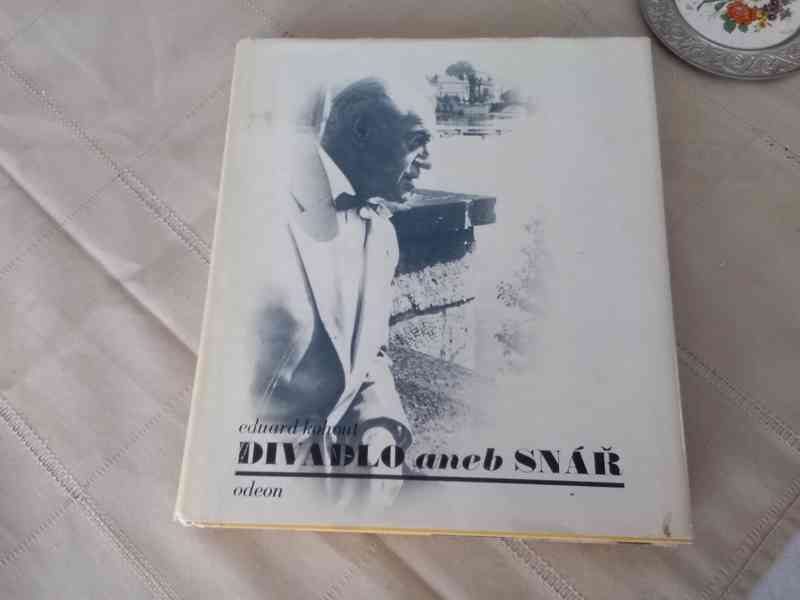 eduard kohout
DIVADLO aneb SNÁŘ
odeon